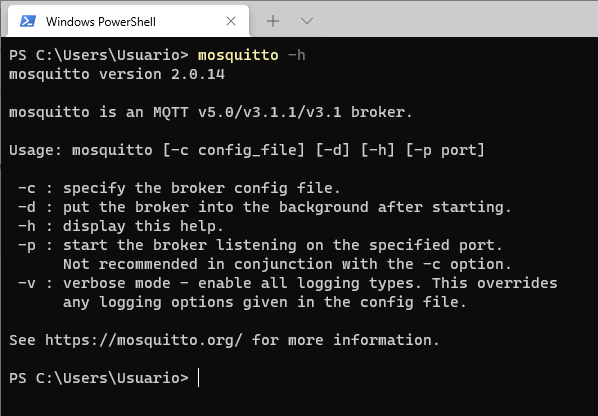 Windows PowerShell
PS C:\Users\Usuario> mosquitto -h
mosquitto version 2.0.14
mosquitto is an MQTT v5.0/v3.1.1/v3.1 broker.
Usage: mosquitto [-c config_file] [-d] [-h] [-p port]
-c : specify the broker config file.
-d : put the broker into the background after starting.
-h : display this help.
-p : start the broker listening on the specified port.
Not recommended in conjunction with the -c option.
-v : verbose mode - enable all logging types. This overrides
any logging options given in the config file.
See https://mosquitto.org/ for more information.
PS C:\Users\Usuario>